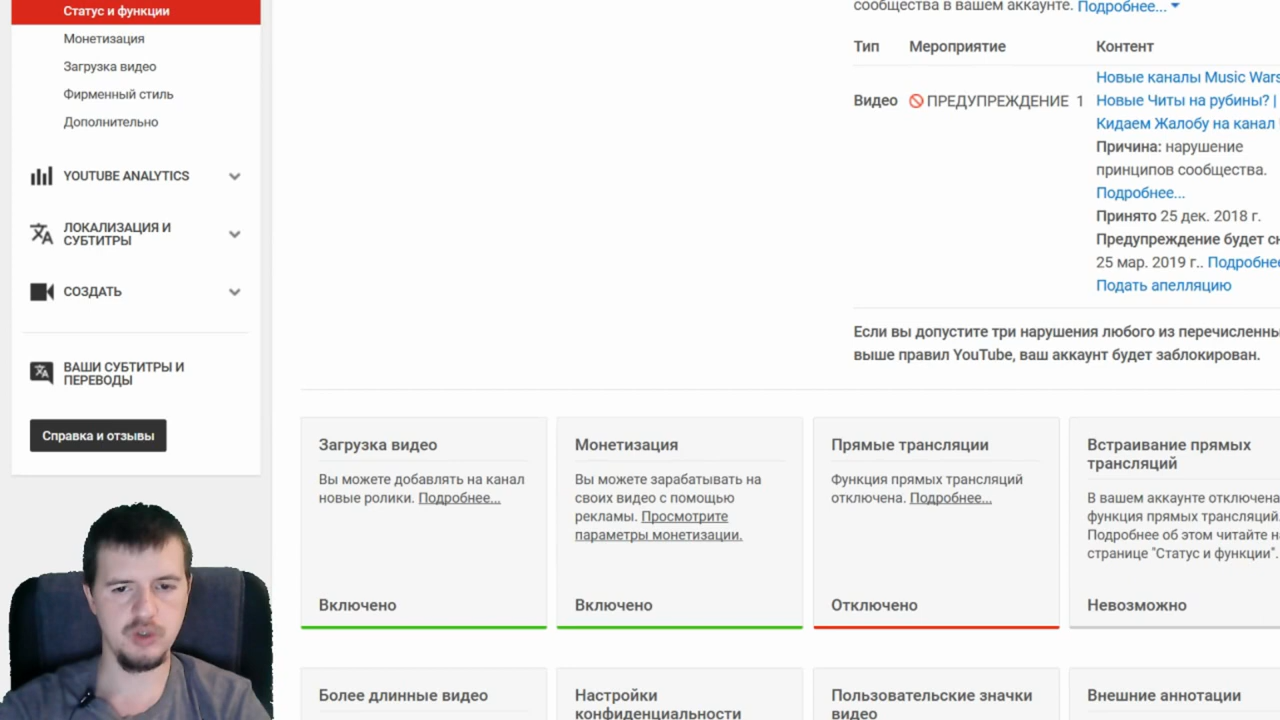 Статус и функции
Монетизация
Загрузка видео
Фирменный стиль
Дополнительно
YOUTUBE ANALYTICS
ЛОКАЛИЗАЦИЯ И
СУБТИТРЫ
СОЗДАТЬ
ВАШИ СУБТИТРЫ И
ПЕРЕВОДЫ
Справка и отзывы
сообщества в вашем аккаунте. Подробнее...
Тип Мероприятие Контент
Видео ПРЕДУПРЕЖДЕНИЕ 1
Новые каналы Music Wars
Новые Читы на рубины? |
Кидаем Жалобу на канал
Причина: нарушение
принципов сообщества.
Подробнее...
Принято 25 дек. 2018 г.
Предупреждение будет
25 мар. 2019 г.. Подробнее
Подать апелляцию
Если вы допустите три нарушения любого из
выше правил YouTube, ваш аккаунт будет заблокирован.
Загрузка видео
Вы можете добавлять на канал
новые ролики. Подробнее...
Включено
Монетизация
Вы можете зарабатывать на
своих видео с помощью
рекламы. Просмотрите
параметры монетизации.
Включено
Прямые трансляции
Функция прямых трансляций
отключена. Подробнее...
Отключено
Встраивание прямых
трансляций
В вашем аккаунте отключена
функция прямых трансляций.
Подробнее об этом читайте
странице "Статус и функции".
Невозможно
Более длинные видео
Настройки
конфиденциальности
Пользовательские значки
видео
Внешние аннотации